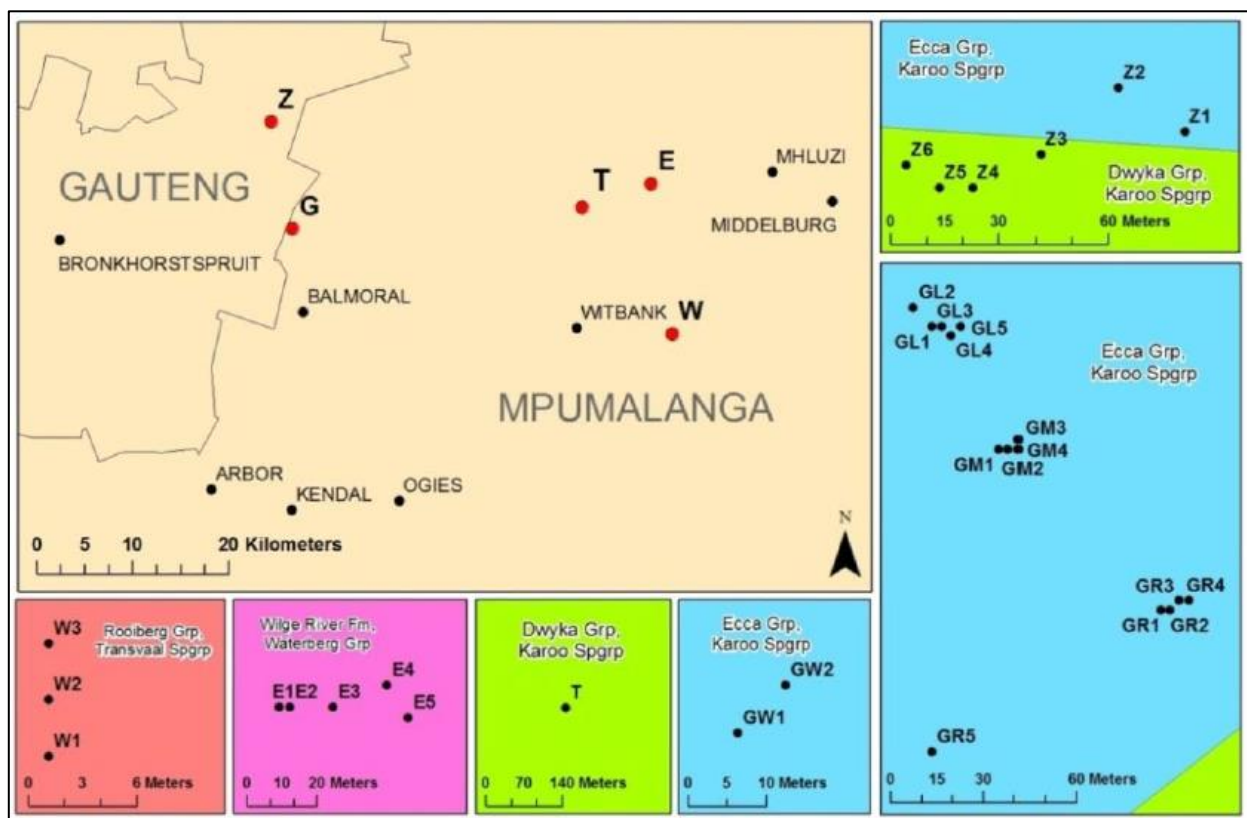 Z
GAUTENG
G
BRONKHORSTSPRUIT
BALMORAL
T
E
MHLUZI
MIDDELBURG
WITBANK
W
MPUMALANGA
ARBOR
KENDAL
OGIES
0 5 10 20 Kilometers
N
Ecca Grp,
Karoo Spgrp
Z2
Z1
Z3
Z6
Z5
Z4
Dwyka Grp,
Karoo Spgrp
0 15 30 60 Meters
GL2
GL3
GL5
GL1
GL4
Ecca Grp,
Karoo Spgrp
GM3
GM4
GM1
GM2
GR3
GR4
GR1
GR2
GR5
0 15 30 60 Meters
W3
Rooiberg Grp,
Transvaal Spgrp
W2
W1
0 3 6 Meters
Wilge River Fm,
Waterberg Grp
E4
E1
E2
E3
E5
0 10 20 Meters
Dwyka Grp,
Karoo Spgrp
T
0 70 140 Meters
Ecca Grp,
Karoo Spgrp
GW2
GW1
0 5 10 Meters